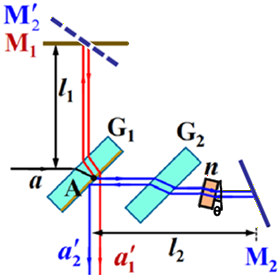 M₂′
M₁
l₁
G₁
G₂
a
A
n
θ
a₂′
a₁′
l₂
M₂